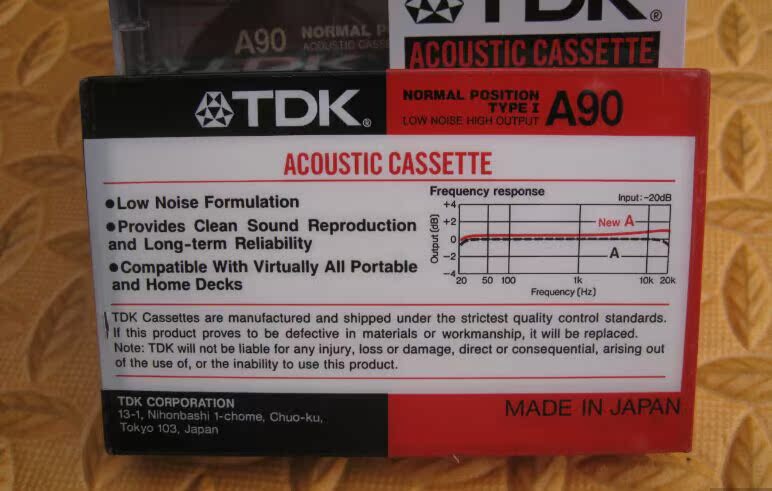 A90
NORMAL P
ACOUSTIC CASSE
TDK
TDK®
ACOUSTIC CASSETTE
TDK®
NORMAL POSITION
TYPE I
LOW NOISE HIGH OUTPUT
A90
ACOUSTIC CASSETTE
●Low Noise Formulation
●Provides Clean Sound Reproduction
and Long-term Reliability
●Compatible With Virtually All Portable
and Home Decks
Frequency response
Input: -20dB
Output (dB)
+4
+2
0
-2
-4
New A
A
20 50 100 1k 10k 20k
Frequency (Hz)
TDK Cassettes are manufactured and shipped under the strictest quality control standards.
If this product proves to be defective in materials or workmanship, it will be replaced.
Note: TDK will not be liable for any injury, loss or damage, direct or consequential, arising out
of the use of, or the inability to use this product.
TDK CORPORATION
13-1, Nihonbashi 1-chome, Chuo-ku,
Tokyo 103, Japan
MADE IN JAPAN